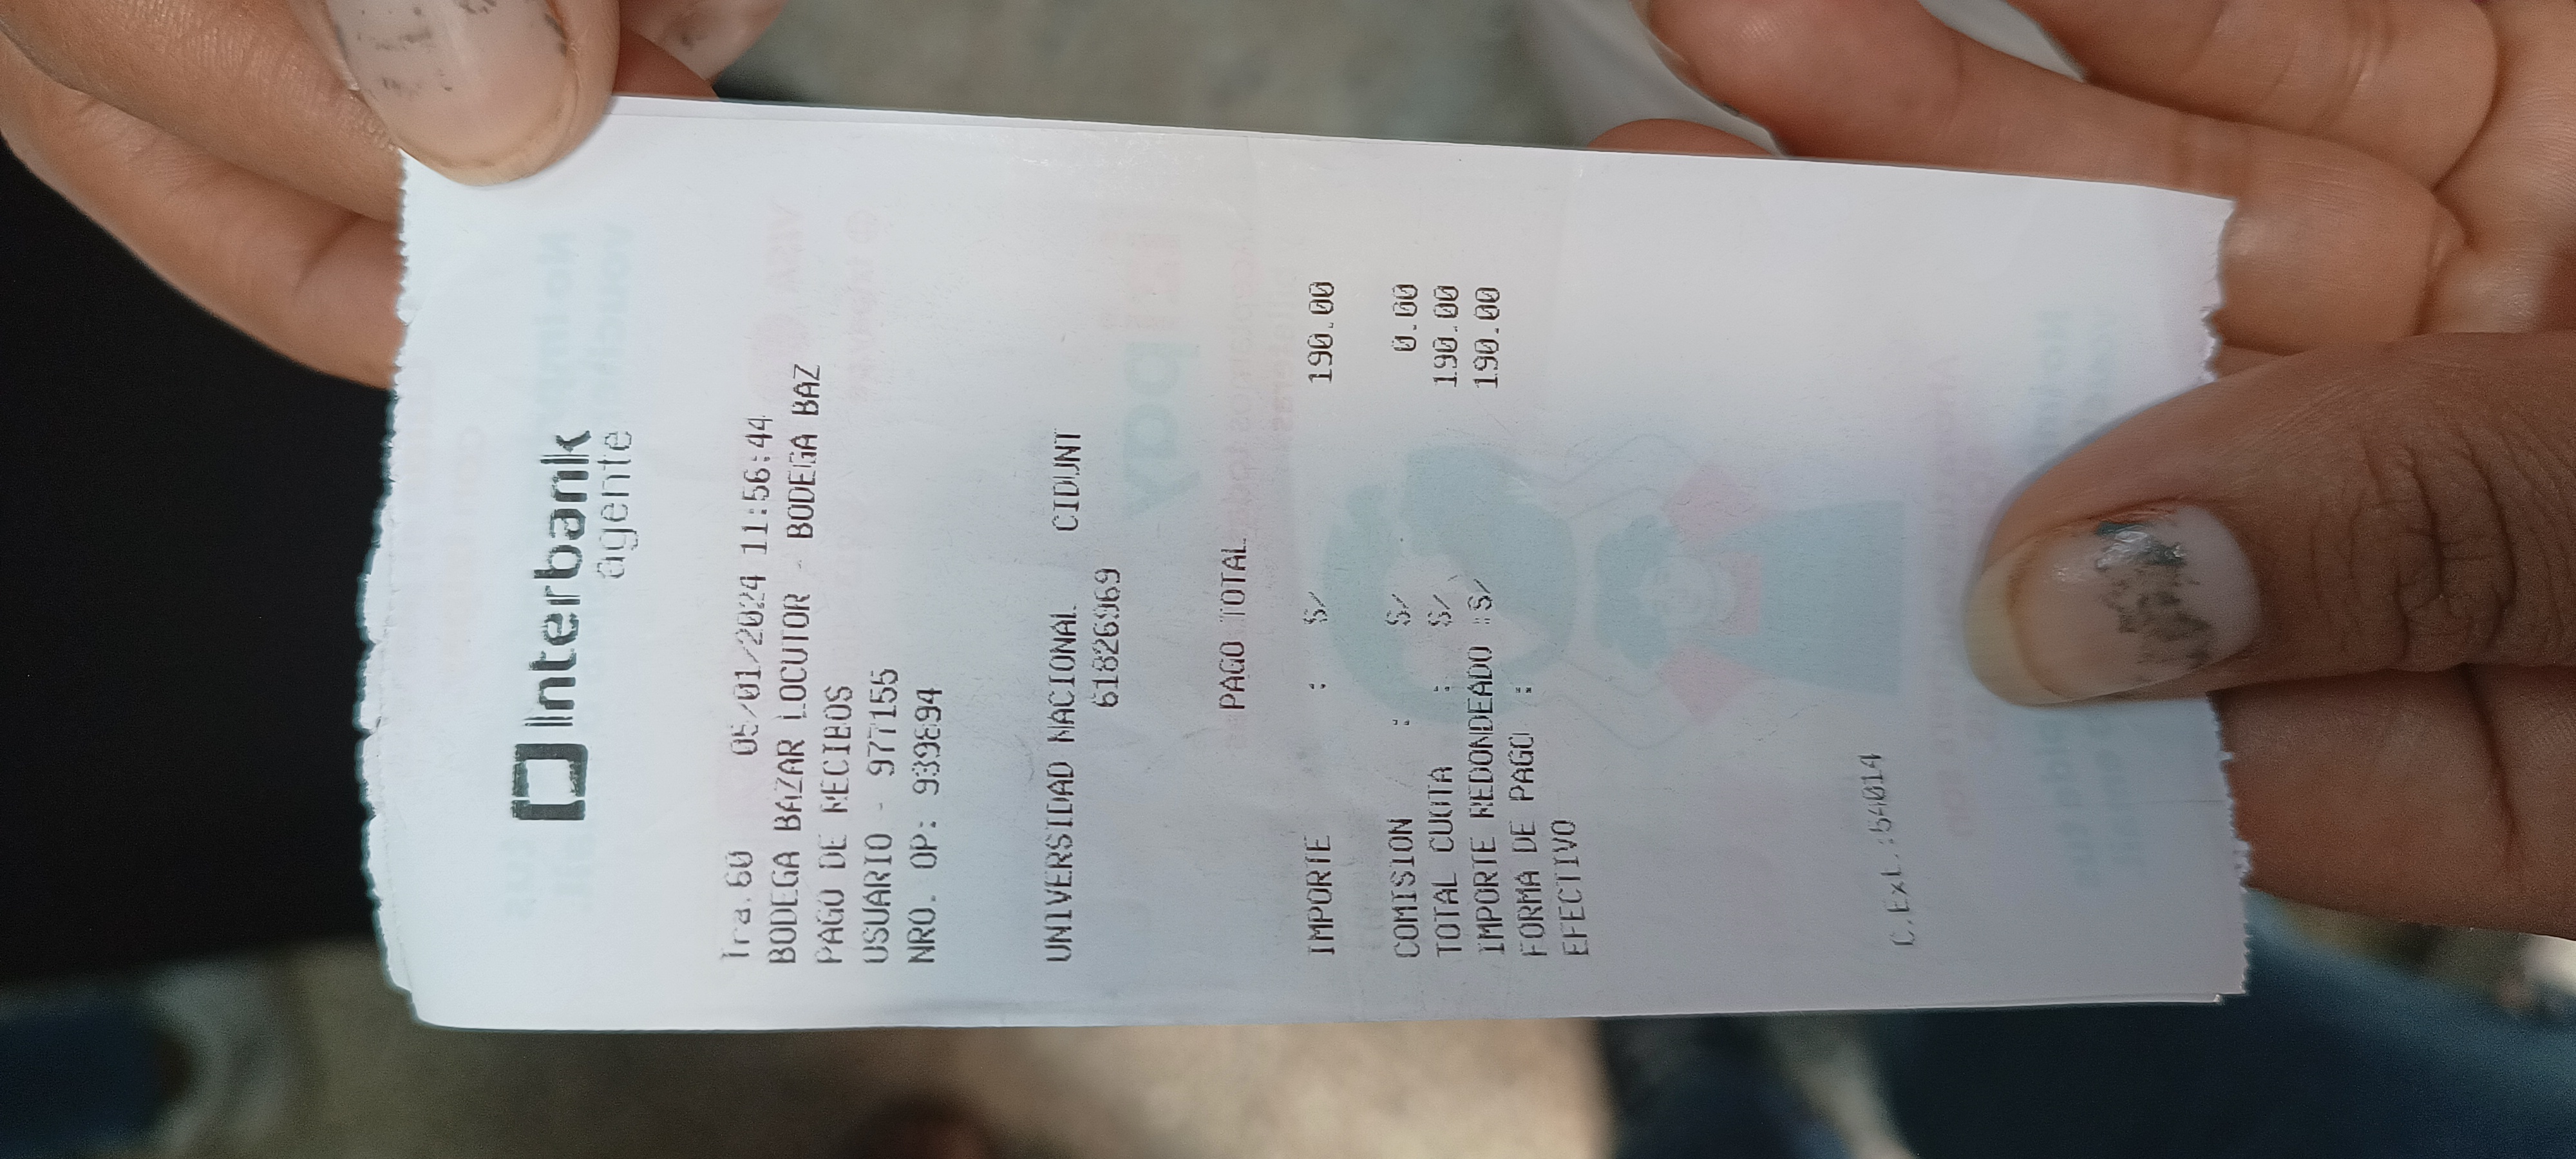 Interbank
agente
Tra.60 05/01/2024 11:56:44
BODEGA BAZAR LOCUTOR - BODEGA BAZ
PAGO DE RECIBOS
USUARIO - 977155
NRO. OP: 939894
UNIVERSIDAD NACIONAL CIDUNT
61826969
PAGO TOTAL
IMPORTE : S/ 190.00
COMISION : S/ 0.00
TOTAL CUOTA : S/ 190.00
IMPORTE REDONDEADO : S/ 190.00
FORMA DE PAGO :
EFECTIVO
C.Ext.:54014